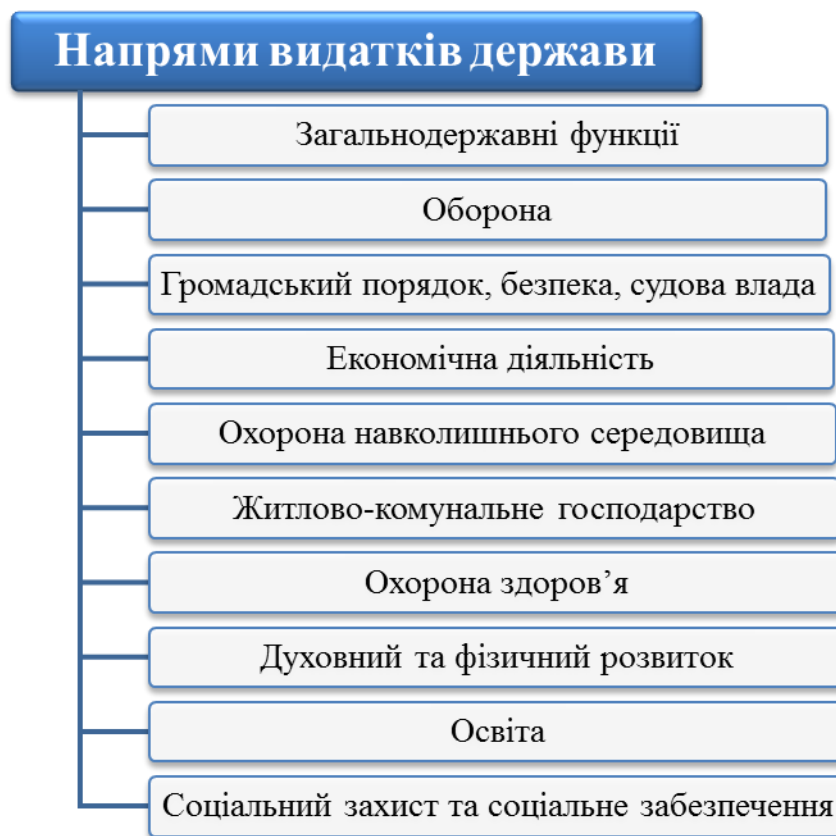 Напрями видатків держави
Загальнодержавні функції
Оборона
Громадський порядок, безпека, судова влада
Економічна діяльність
Охорона навколишнього середовища
Житлово-комунальне господарство
Охорона здоров’я
Духовний та фізичний розвиток
Освіта
Соціальний захист та соціальне забезпечення